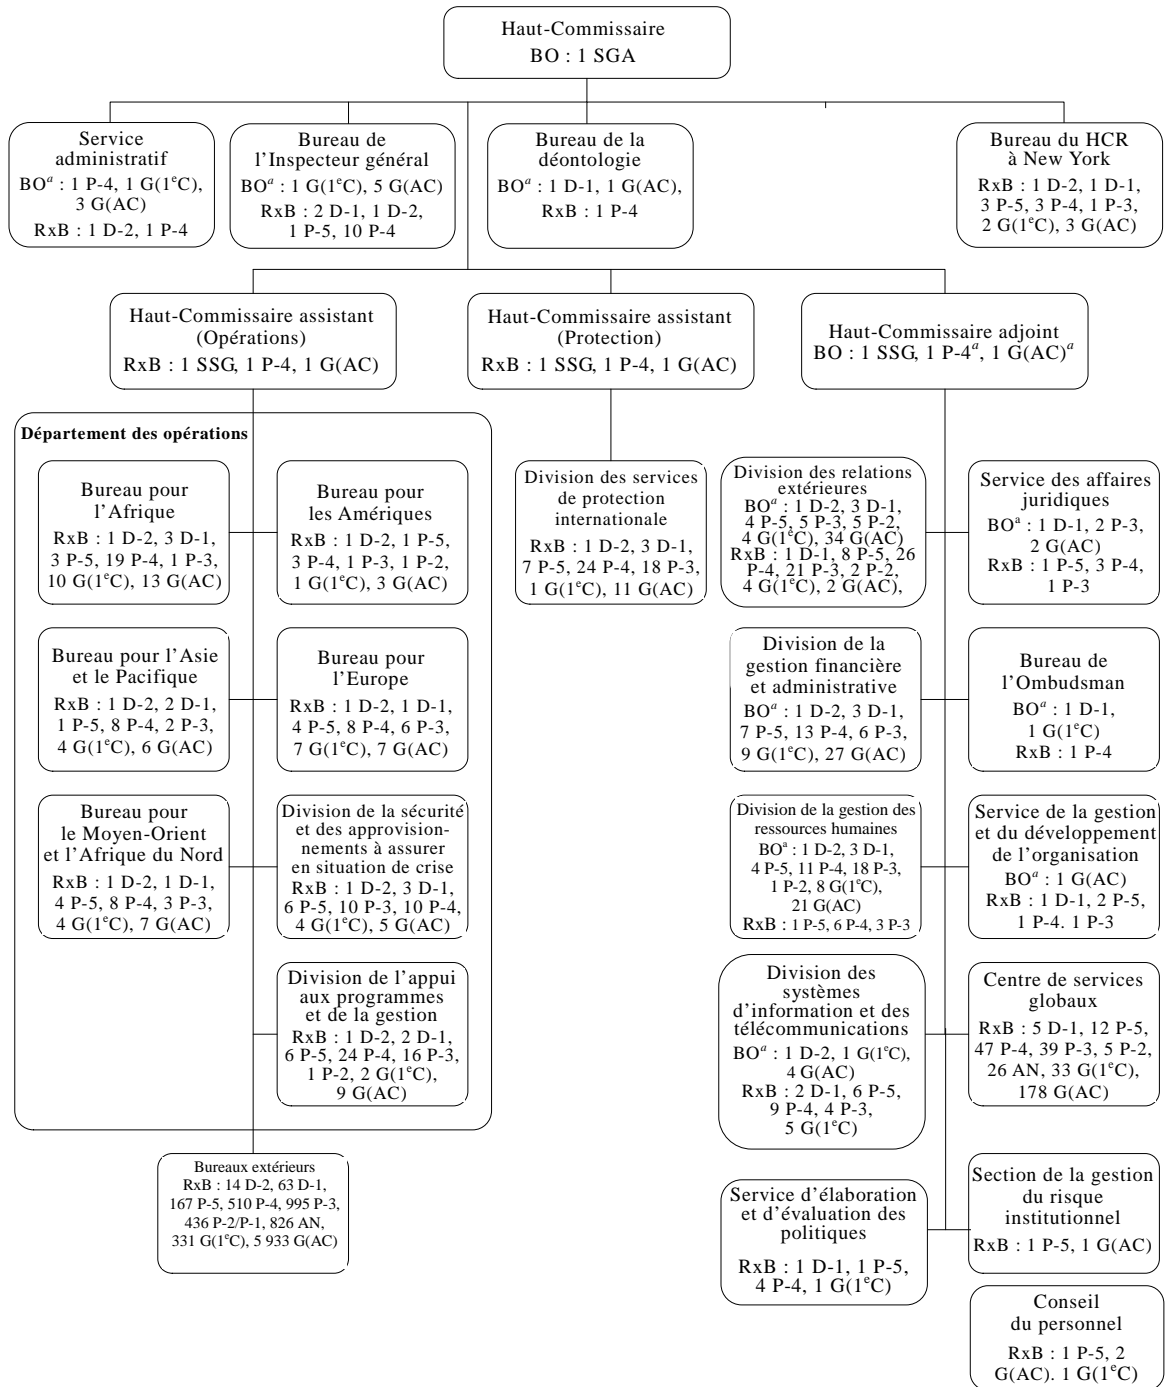 Haut-Commissaire
BO : 1 SGA
Service
administratif
BOᵃ : 1 P-4, 1 G(1ᵉC),
3 G(AC)
RxB : 1 D-2, 1 P-4
Bureau de
l’Inspecteur général
BOᵃ : 1 G(1ᵉC), 5 G(AC)
RxB : 2 D-1, 1 D-2,
1 P-5, 10 P-4
Bureau de la
déontologie
BOᵃ : 1 D-1, 1 G(AC),
RxB : 1 P-4
Bureau du HCR
à New York
RxB : 1 D-2, 1 D-1,
3 P-5, 3 P-4, 1 P-3,
2 G(1ᵉC), 3 G(AC)
Haut-Commissaire assistant
(Opérations)
RxB : 1 SSG, 1 P-4, 1 G(AC)
Haut-Commissaire assistant
(Protection)
RxB : 1 SSG, 1 P-4, 1 G(AC)
Haut-Commissaire adjoint
BO : 1 SSG, 1 P-4ᵃ, 1 G(AC)ᵃ
Département des opérations
Bureau pour
l’Afrique
RxB : 1 D-2, 3 D-1,
3 P-5, 19 P-4, 1 P-3,
10 G(1ᵉC), 13 G(AC)
Bureau pour
les Amériques
RxB : 1 D-2, 1 P-5,
3 P-4, 1 P-3, 1 P-2,
1 G(1ᵉC), 3 G(AC)
Bureau pour l’Asie
et le Pacifique
RxB : 1 D-2, 2 D-1,
1 P-5, 8 P-4, 2 P-3,
4 G(1ᵉC), 6 G(AC)
Bureau pour
l’Europe
RxB : 1 D-2, 1 D-1,
4 P-5, 8 P-4, 6 P-3,
7 G(1ᵉC), 7 G(AC)
Bureau pour
le Moyen-Orient
et l’Afrique du Nord
RxB : 1 D-2, 1 D-1,
4 P-5, 8 P-4, 3 P-3,
4 G(1ᵉC), 7 G(AC)
Division de la sécurité
et des approvision-
nements à assurer
en situation de crise
RxB : 1 D-2, 3 D-1,
6 P-5, 10 P-3, 10 P-4,
4 G(1ᵉC), 5 G(AC)
Division de l’appui
aux programmes
et de la gestion
RxB : 1 D-2, 2 D-1,
6 P-5, 24 P-4, 16 P-3,
1 P-2, 2 G(1ᵉC),
9 G(AC)
Bureaux extérieurs
RxB : 14 D-2, 63 D-1,
167 P-5, 510 P-4, 995 P-3,
436 P-2/P-1, 826 AN,
331 G(1ᵉC), 5 933 G(AC)
Division des services
de protection
internationale
RxB : 1 D-2, 3 D-1,
7 P-5, 24 P-4, 18 P-3,
1 G(1ᵉC), 11 G(AC)
Division des relations
extérieures
BOᵃ : 1 D-2, 3 D-1,
4 P-5, 5 P-3, 5 P-2,
4 G(1ᵉC), 34 G(AC)
RxB : 1 D-1, 8 P-5, 26
P-4, 21 P-3, 2 P-2,
4 G(1ᵉC), 2 G(AC),
Service des affaires
juridiques
BOᵃ : 1 D-1, 2 P-3,
2 G(AC)
RxB : 1 P-5, 3 P-4,
1 P-3
Division de la
gestion financière
et administrative
BOᵃ : 1 D-2, 3 D-1,
7 P-5, 13 P-4, 6 P-3,
9 G(1ᵉC), 27 G(AC)
Bureau de
l’Ombudsman
BOᵃ : 1 D-1,
1 G(1ᵉC)
RxB : 1 P-4
Division de la gestion des
ressources humaines
BOᵃ : 1 D-2, 3 D-1,
4 P-5, 11 P-4, 18 P-3,
1 P-2, 8 G(1ᵉC),
21 G(AC)
RxB : 1 P-5, 6 P-4, 3 P-3
Service de la gestion
et du développement
de l’organisation
BOᵃ : 1 G(AC)
RxB : 1 D-1, 2 P-5,
1 P-4. 1 P-3
Division des
systèmes
d’information et des
télécommunications
BOᵃ : 1 D-2, 1 G(1ᵉC),
4 G(AC)
RxB : 2 D-1, 6 P-5,
9 P-4, 4 P-3,
5 G(1ᵉC)
Centre de services
globaux
RxB : 5 D-1, 12 P-5,
47 P-4, 39 P-3, 5 P-2,
26 AN, 33 G(1ᵉC),
178 G(AC)
Service d’élaboration
et d’évaluation des
politiques
RxB : 1 D-1, 1 P-5,
4 P-4, 1 G(1ᵉC)
Section de la gestion
du risque
institutionnel
RxB : 1 P-5, 1 G(AC)
Conseil
du personnel
RxB : 1 P-5, 2
G(AC). 1 G(1ᵉC)